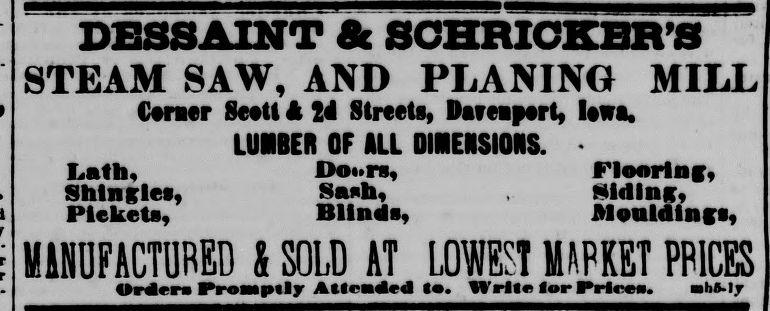 DESSAINT & SCHRICKER'S
STEAM SAW, AND PLANING MILL
Corner Scott & 2d Streets, Davenport, Iowa.
LUMBER OF ALL DIMENSIONS.
Lath, Doors, Flooring,
Shingles, Sash, Siding,
Pickets, Blinds, Mouldings,
MANUFACTURED & SOLD AT LOWEST MARKET PRICES
Orders Promptly Attended to. Write for Prices. mh5-ly